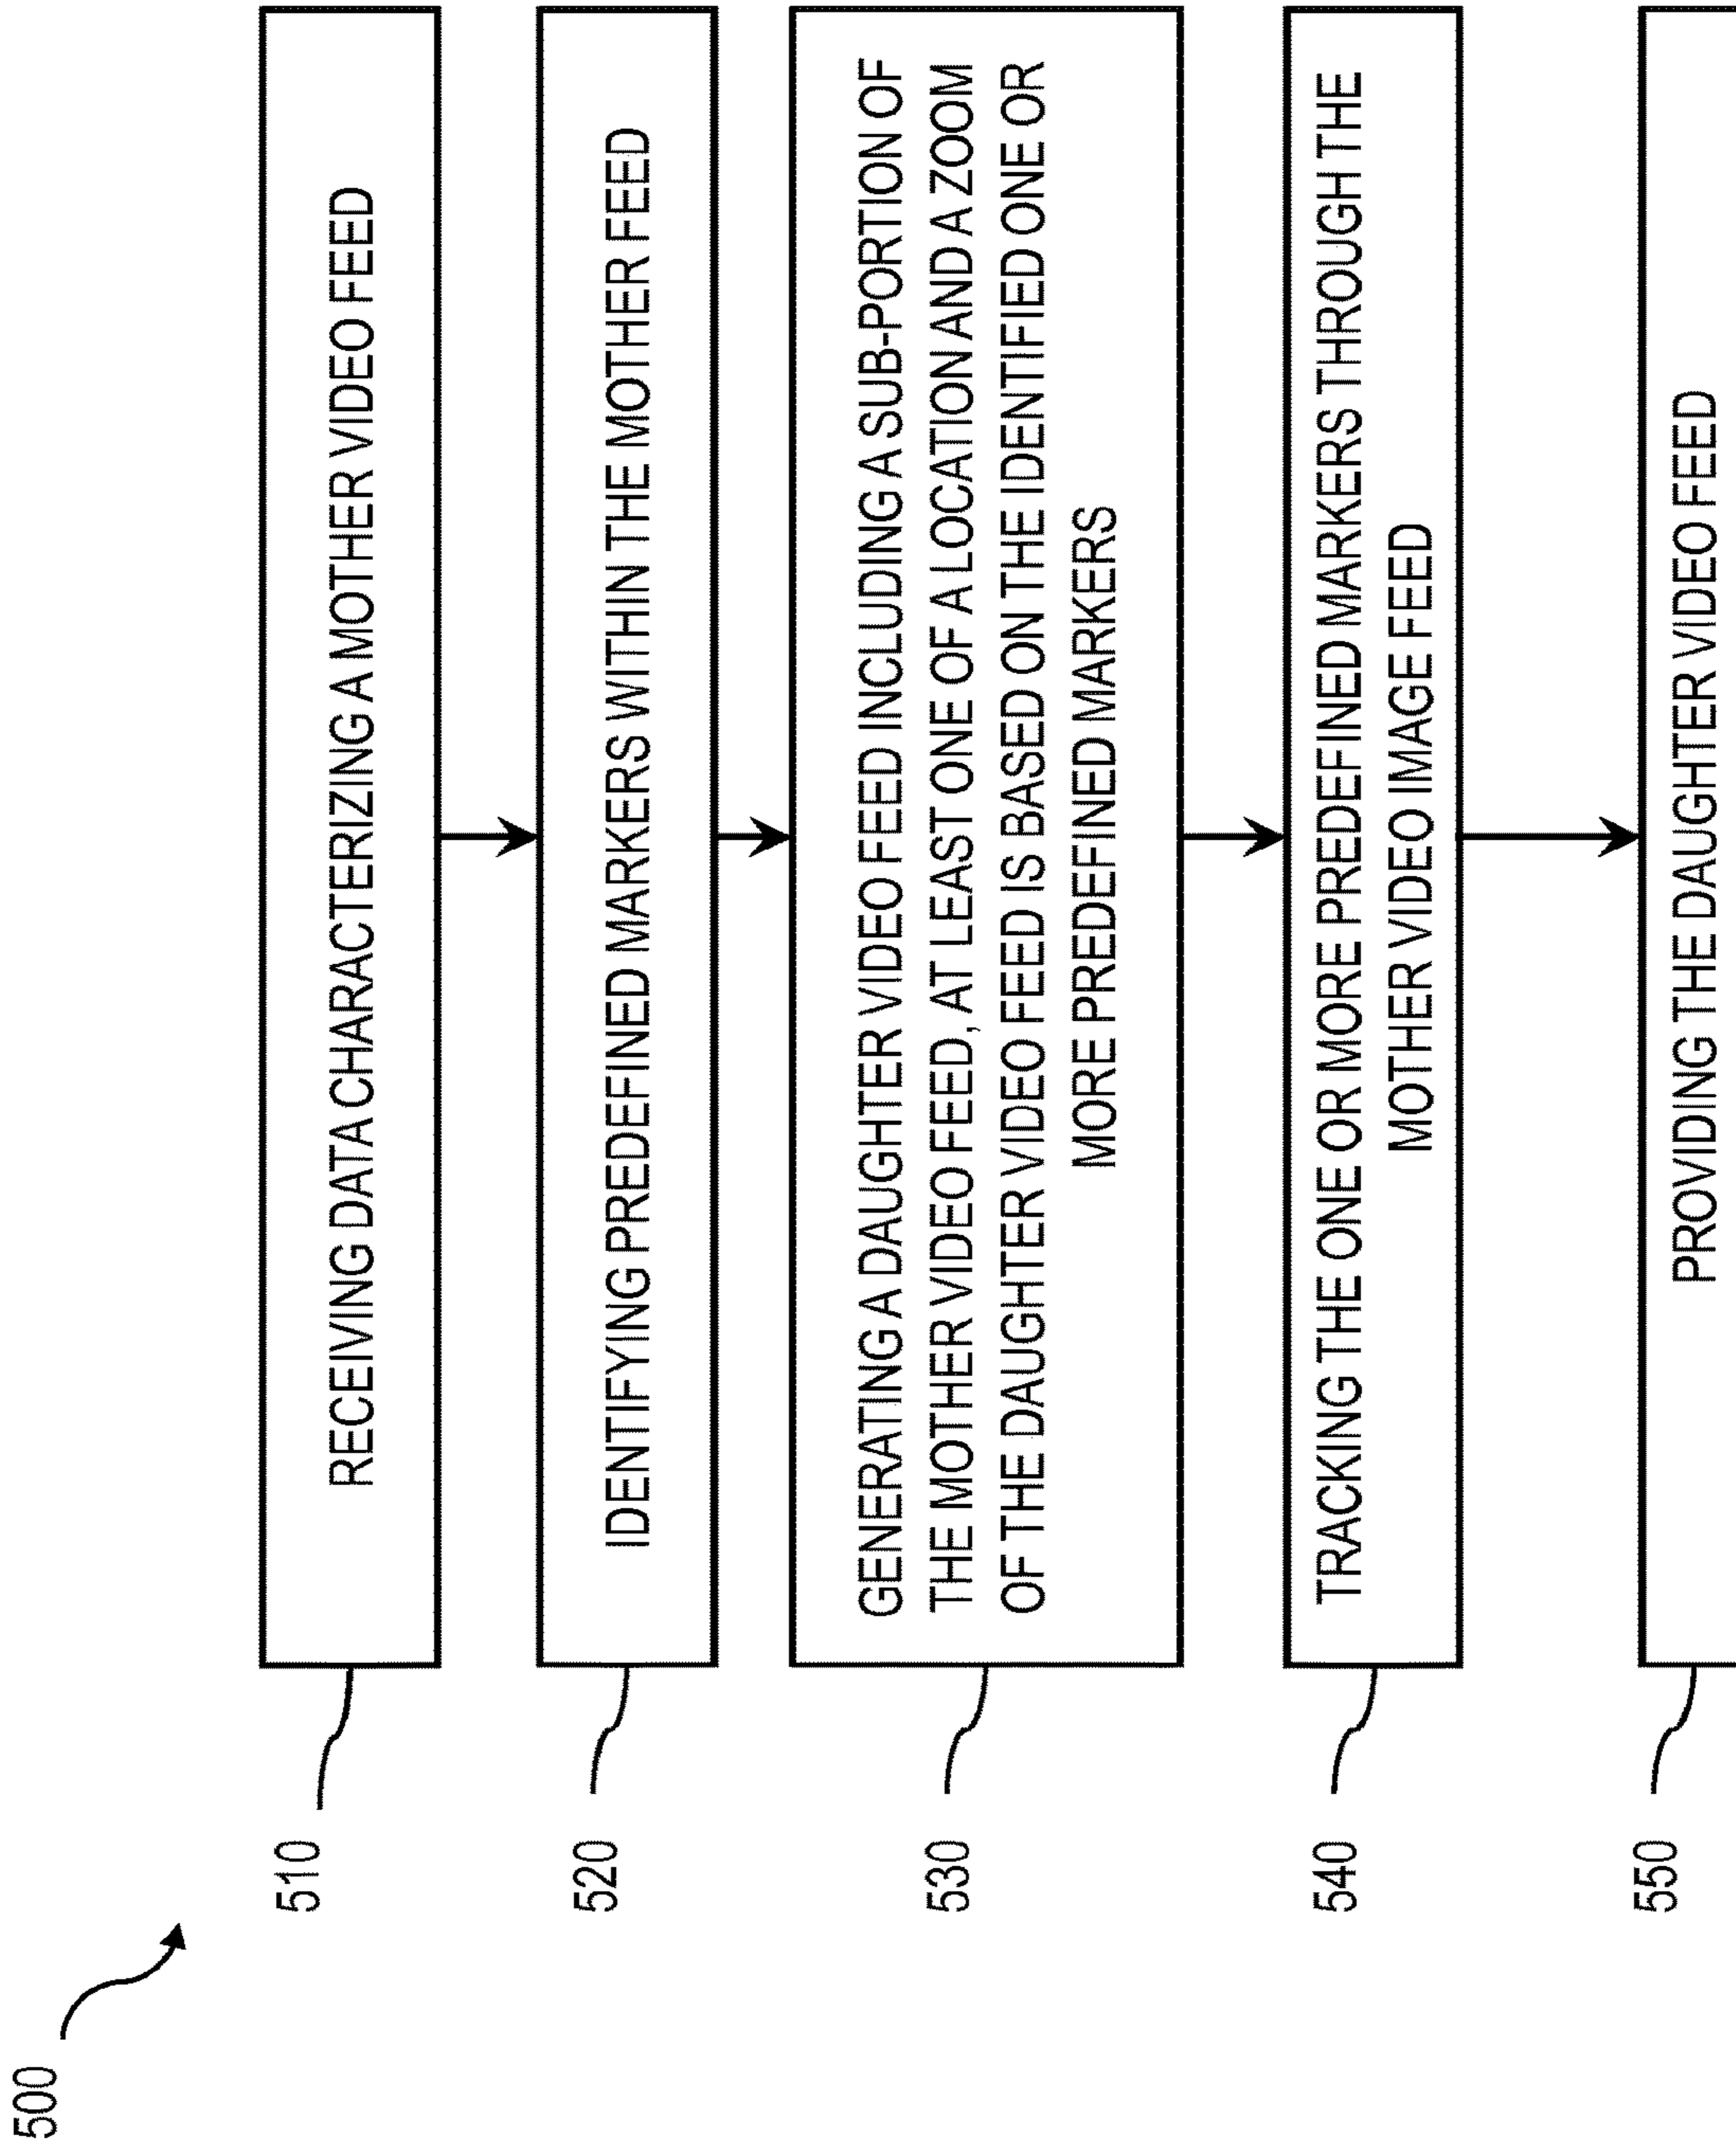 500
510
RECEIVING DATA CHARACTERIZING A MOTHER VIDEO FEED
520
IDENTIFYING PREDEFINED MARKERS WITHIN THE MOTHER FEED
530
GENERATING A DAUGHTER VIDEO FEED INCLUDING A SUB-PORTION OF
THE MOTHER VIDEO FEED, AT LEAST ONE OF A LOCATION AND A ZOOM
OF THE DAUGHTER VIDEO FEED IS BASED ON THE IDENTIFIED ONE OR
MORE PREDEFINED MARKERS
540
TRACKING THE ONE OR MORE PREDEFINED MARKERS THROUGH THE
MOTHER VIDEO IMAGE FEED
550
PROVIDING THE DAUGHTER VIDEO FEED